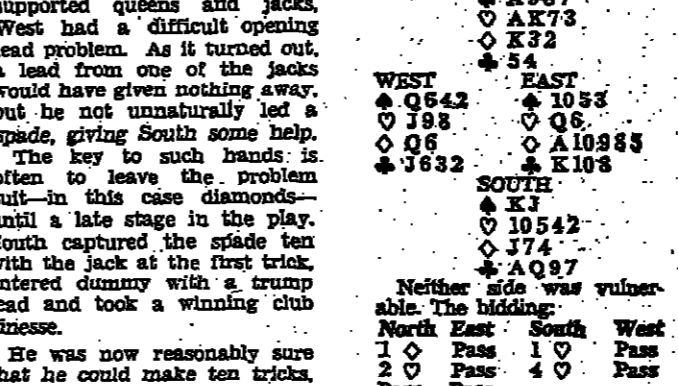 supported queens and jacks,
West had a difficult opening
lead problem. As it turned out,
a lead from one of the jacks
would have given nothing away,
but he not unnaturally led a
spade, giving South some help.
The key to such hands is
often to leave the problem
suit—in this case diamonds—
until a late stage in the play.
South captured the spade ten
with the jack at the first trick,
entered dummy with a trump
lead and took a winning club
finesse.
He was now reasonably sure
that he could make ten tricks,
♡ AK73
◇ K32
♣ 54
WEST EAST
♠ Q642 ♠ 1053
♡ J98 ♡ Q6
◇ Q6 ◇ A10985
♣ J632 ♣ K108
SOUTH
♠ KJ
♡ 10542
◇ J74
♣ AQ97
Neither side was vulner-
able. The bidding:
North East South West
1 ◇ Pass 1 ♡ Pass
2 ♡ Pass 4 ♡ Pass